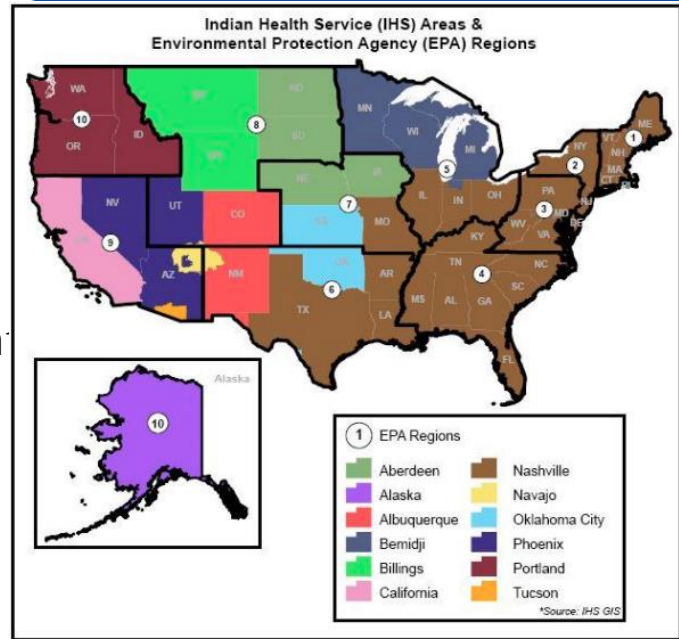 Indian Health Service (IHS) Areas &
Environmental Protection Agency (EPA) Regions
WA
10
OR
ID
8
ND
SD
MN
WI
MI
5
NE
IA
7
NV
UT
CO
9
AZ
NM
6
TX
MO
AR
LA
IL
IN
OH
KY
TN
4
MS
AL
GA
SC
NC
FL
WV
VA
3
PA
MD
DE
NJ
NY
2
VT
NH
MA
CT
RI
ME
1
Alaska
10
1 EPA Regions
Aberdeen
Alaska
Albuquerque
Bemidji
Billings
California
Nashville
Navajo
Oklahoma City
Phoenix
Portland
Tucson
*Source: IHS GIS